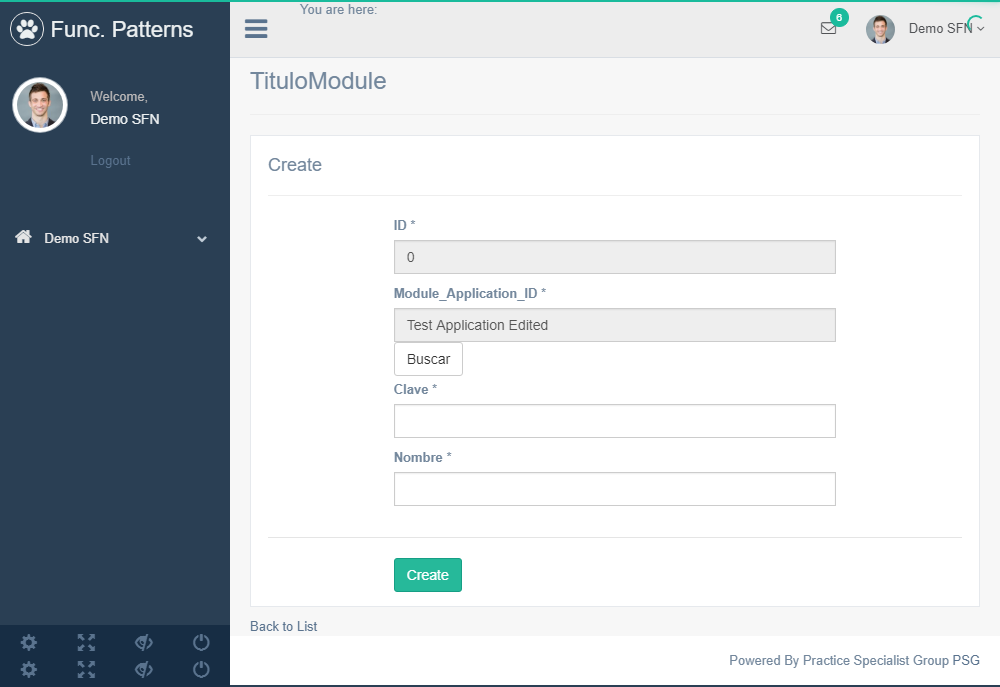 Func. Patterns
You are here:
6
Demo SFN
Welcome,
Demo SFN
Logout
Demo SFN
TituloModule
Create
ID *
0
Module_Application_ID *
Test Application Edited
Buscar
Clave *
Nombre *
Create
Back to List
Powered By Practice Specialist Group PSG